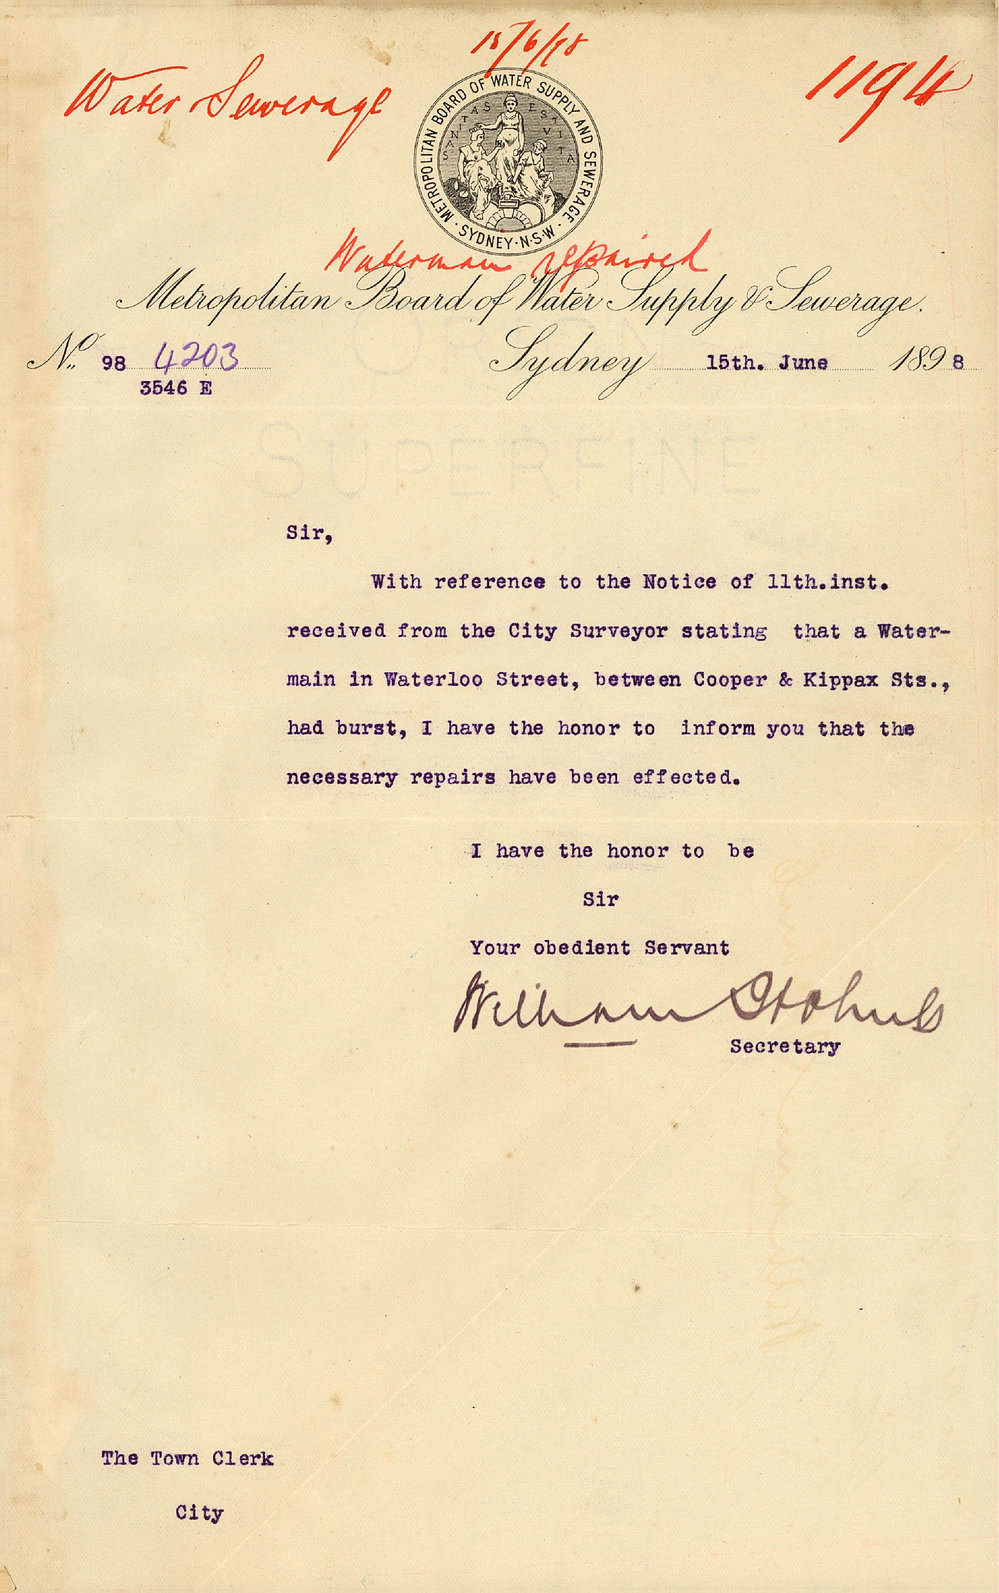 15/6/98
Water & Sewerage
1194
METROPOLITAN BOARD OF WATER SUPPLY AND SEWERAGE
SANITAS E VITA
· SYDNEY · N · S · W ·
Watermain repaired
Metropolitan Board of Water Supply & Sewerage.
No. 98 4203
3546 E
Sydney 15th. June 1898
SUPERFINE
Sir,
With reference to the Notice of 11th.inst.
received from the City Surveyor stating that a Water-
main in Waterloo Street, between Cooper & Kippax Sts.,
had burst, I have the honor to inform you that the
necessary repairs have been effected.
I have the honor to be
Sir
Your obedient Servant
William
Secretary
The Town Clerk
City